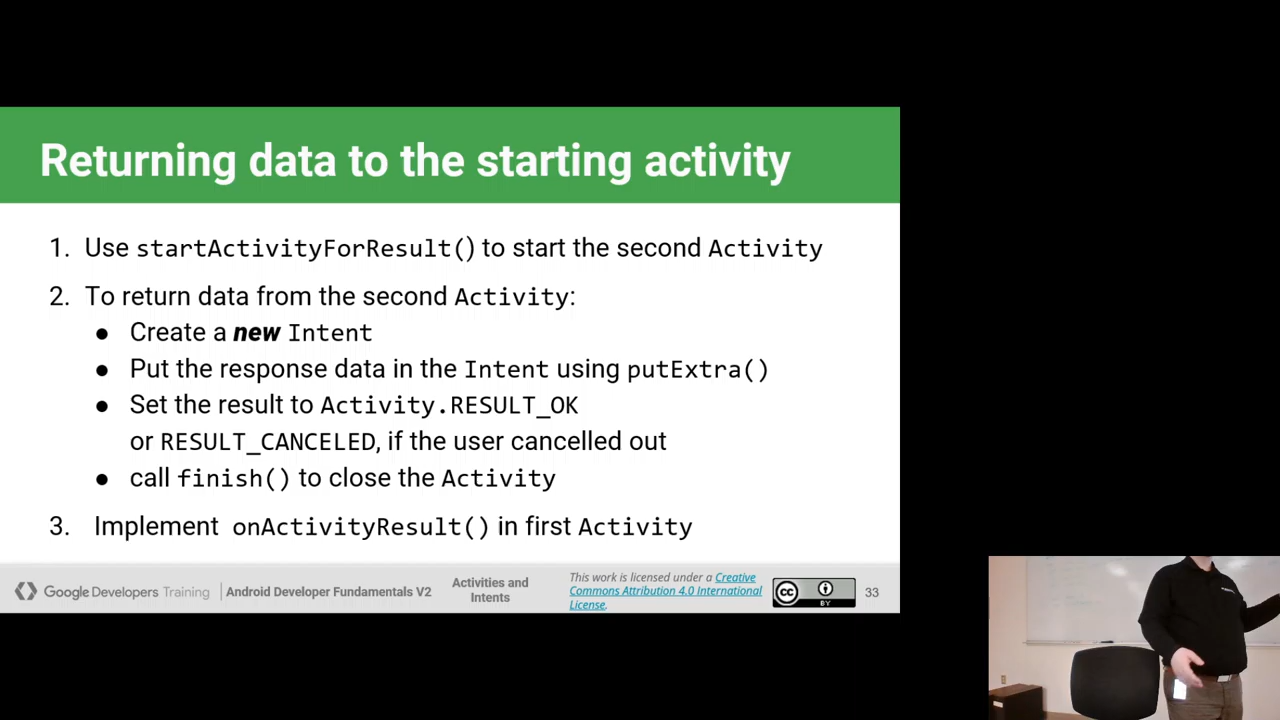 Returning data to the starting activity
1. Use startActivityForResult() to start the second Activity
2. To return data from the second Activity:
● Create a new Intent
● Put the response data in the Intent using putExtra()
● Set the result to Activity.RESULT_OK
or RESULT_CANCELED, if the user cancelled out
● call finish() to close the Activity
3. Implement onActivityResult() in first Activity
Google Developers Training
Android Developer Fundamentals V2
Activities and
Intents
This work is licensed under a Creative
Commons Attribution 4.0 International
License.
cc
BY
33